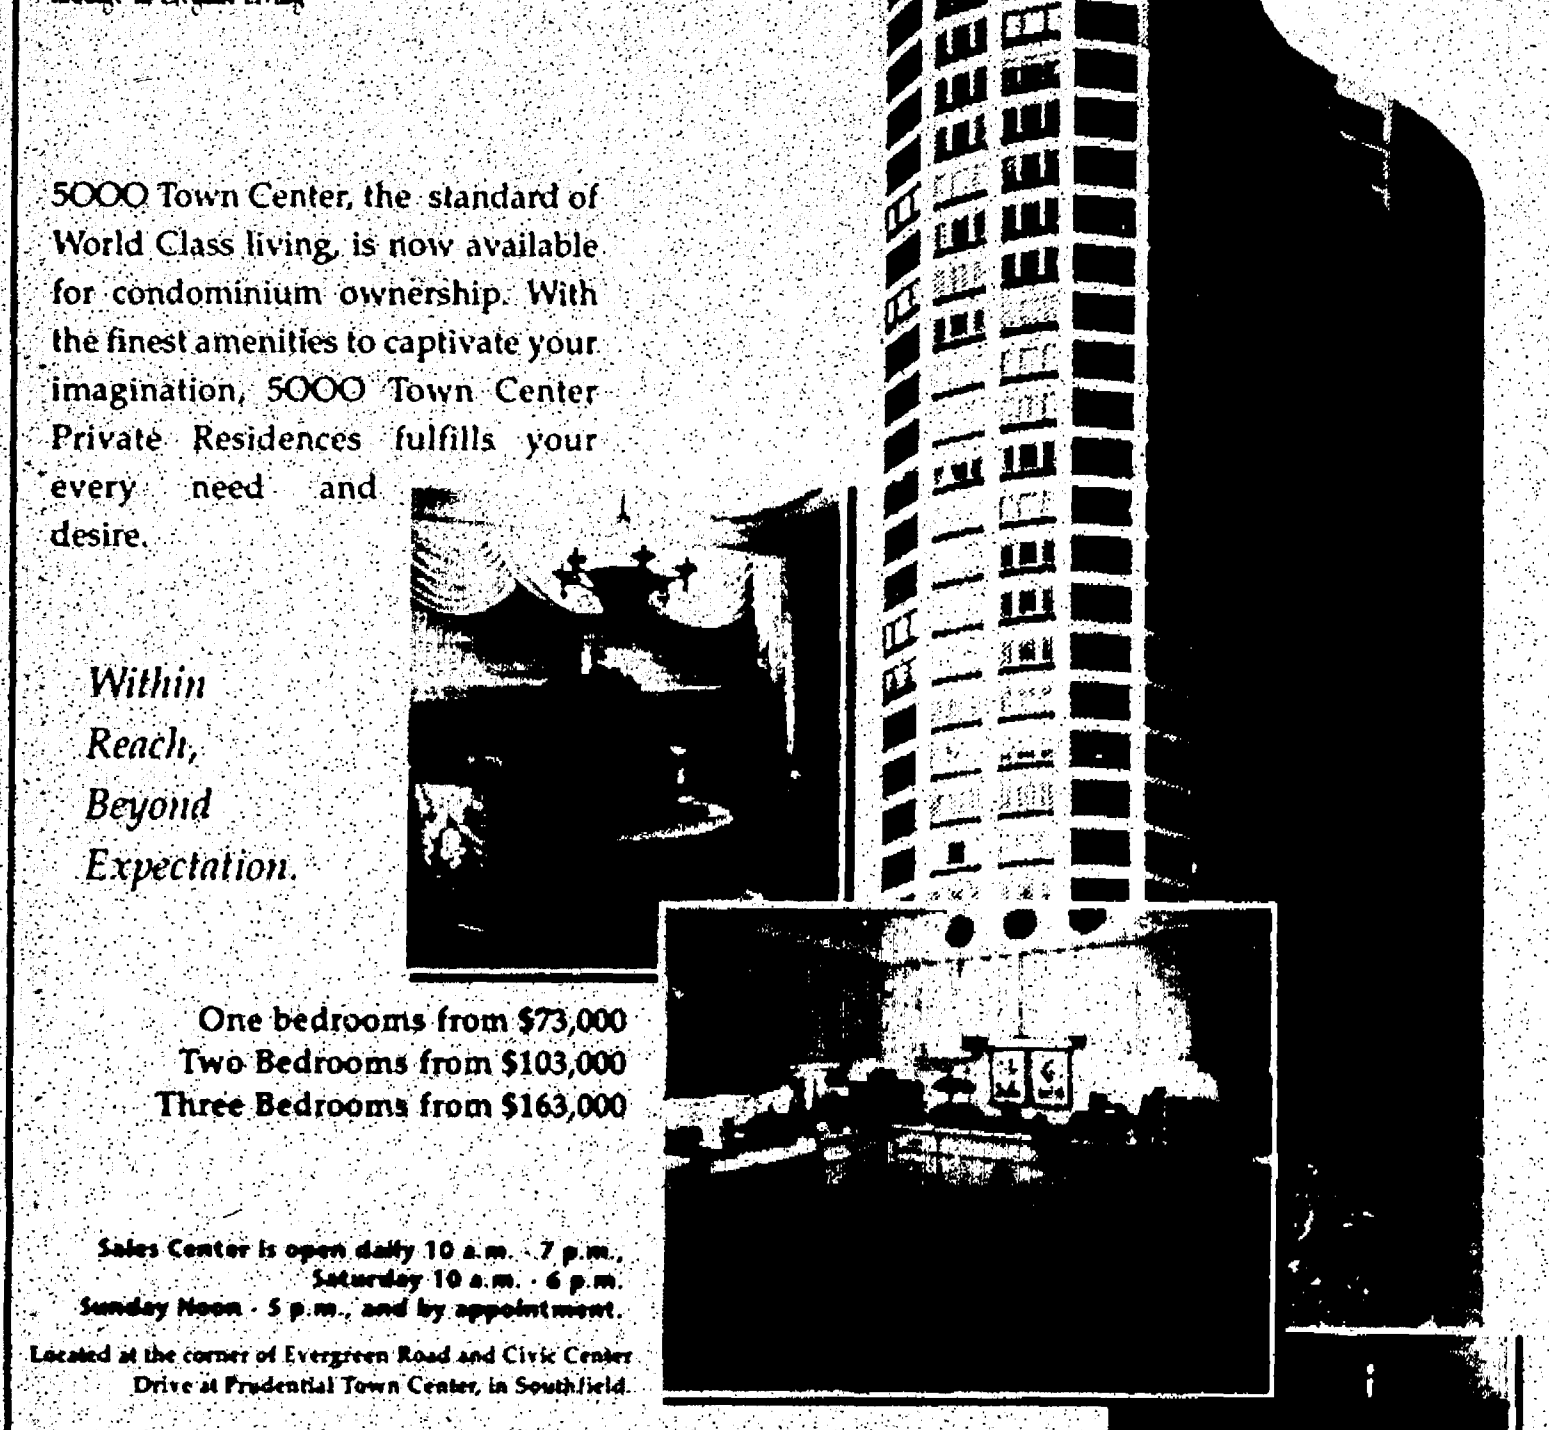 5000 Town Center, the standard of
World Class living, is now available
for condominium ownership. With
the finest amenities to captivate your
imagination, 5000 Town Center
Private Residences fulfills your
every need and
desire.
Within
Reach,
Beyond
Expectation.
One bedrooms from $73,000
Two Bedrooms from $103,000
Three Bedrooms from $163,000
Sales Center is open daily 10 a.m. - 7 p.m.,
Saturday 10 a.m. - 6 p.m.
Sunday Noon - 5 p.m., and by appointment.
Located at the corner of Evergreen Road and Civic Center
Drive at Prudential Town Center, in Southfield.